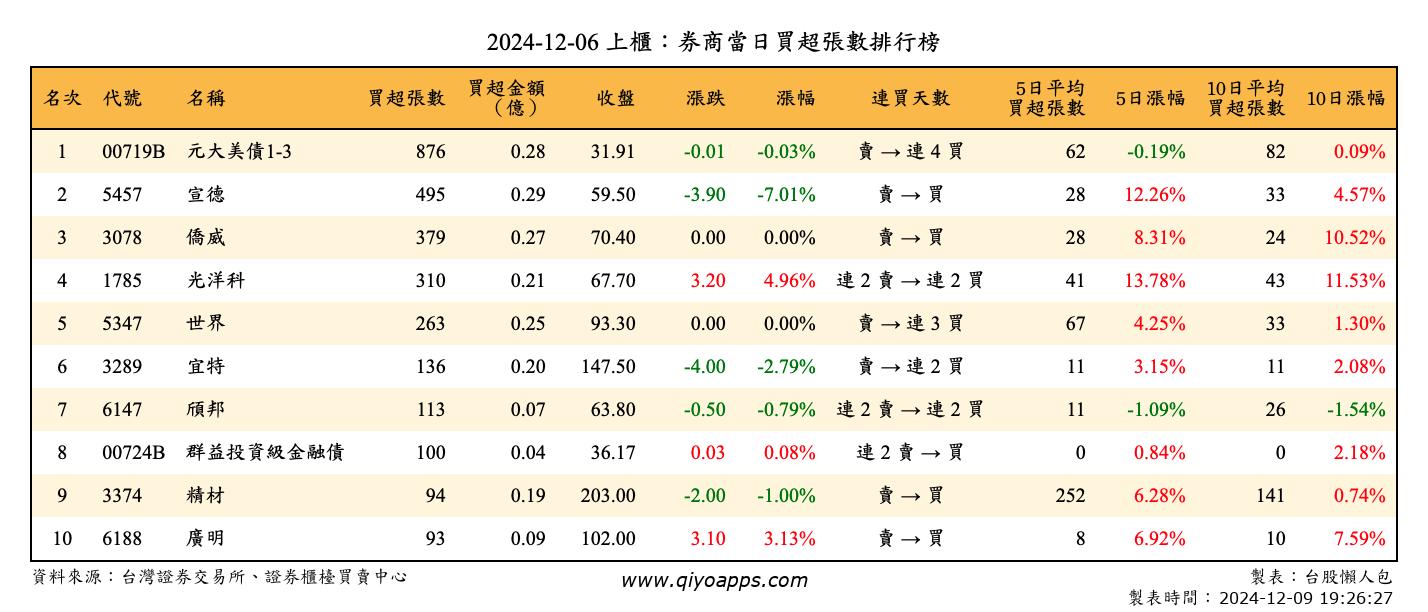 2024-12-06 上櫃：券商當日買超張數排行榜
名次 代號 名稱 買超張數 買超金額（億） 收盤 漲跌 漲幅 連買天數 5日平均買超張數 5日漲幅 10日平均買超張數 10日漲幅
1 00719B 元大美債1-3 876 0.28 31.91 -0.01 -0.03% 賣 → 連 4 買 62 -0.19% 82 0.09%
2 5457 宣德 495 0.29 59.50 -3.90 -7.01% 賣 → 買 28 12.26% 33 4.57%
3 3078 僑威 379 0.27 70.40 0.00 0.00% 賣 → 買 28 8.31% 24 10.52%
4 1785 光洋科 310 0.21 67.70 3.20 4.96% 連 2 賣 → 連 2 買 41 13.78% 43 11.53%
5 5347 世界 263 0.25 93.30 0.00 0.00% 賣 → 連 3 買 67 4.25% 33 1.30%
6 3289 宜特 136 0.20 147.50 -4.00 -2.79% 賣 → 連 2 買 11 3.15% 11 2.08%
7 6147 頎邦 113 0.07 63.80 -0.50 -0.79% 連 2 賣 → 連 2 買 11 -1.09% 26 -1.54%
8 00724B 群益投資級金融債 100 0.04 36.17 0.03 0.08% 連 2 賣 → 買 0 0.84% 0 2.18%
9 3374 精材 94 0.19 203.00 -2.00 -1.00% 賣 → 買 252 6.28% 141 0.74%
10 6188 廣明 93 0.09 102.00 3.10 3.13% 賣 → 買 8 6.92% 10 7.59%
資料來源：台灣證券交易所、證券櫃檯買賣中心 www.qiyoapps.com 製表：台股懶人包
製表時間：2024-12-09 19:26:27